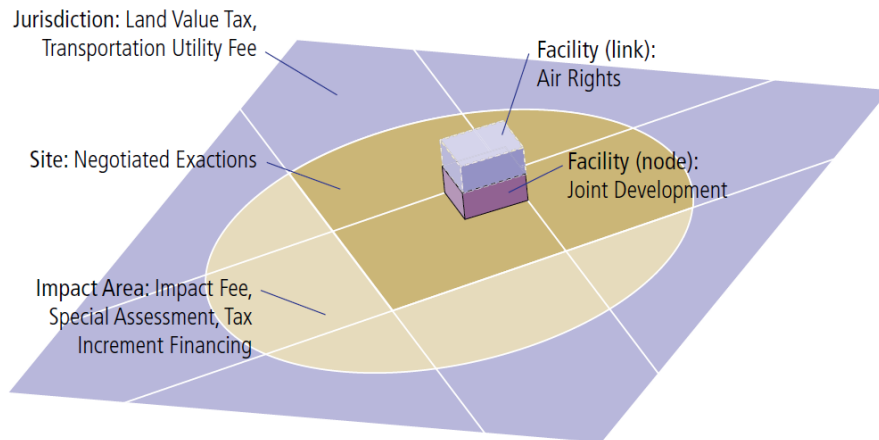 Jurisdiction: Land Value Tax,
Transportation Utility Fee
Facility (link):
Air Rights
Site: Negotiated Exactions
Facility (node):
Joint Development
Impact Area: Impact Fee,
Special Assessment, Tax
Increment Financing